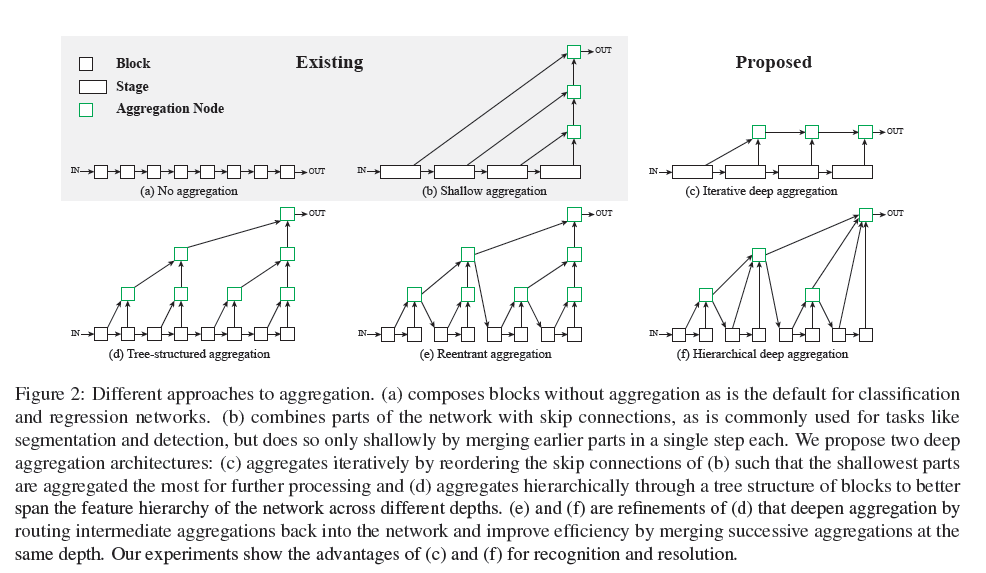 Existing
Proposed
Block
Stage
Aggregation Node
OUT
IN
OUT
(a) No aggregation
IN
(b) Shallow aggregation
IN
OUT
(c) Iterative deep aggregation
OUT
IN
(d) Tree-structured aggregation
OUT
IN
(e) Reentrant aggregation
OUT
IN
(f) Hierarchical deep aggregation
Figure 2: Different approaches to aggregation. (a) composes blocks without aggregation as is the default for classification
and regression networks. (b) combines parts of the network with skip connections, as is commonly used for tasks like
segmentation and detection, but does so only shallowly by merging earlier parts in a single step each. We propose two deep
aggregation architectures: (c) aggregates iteratively by reordering the skip connections of (b) such that the shallowest parts
are aggregated the most for further processing and (d) aggregates hierarchically through a tree structure of blocks to better
span the feature hierarchy of the network across different depths. (e) and (f) are refinements of (d) that deepen aggregation by
routing intermediate aggregations back into the network and improve efficiency by merging successive aggregations at the
same depth. Our experiments show the advantages of (c) and (f) for recognition and resolution.